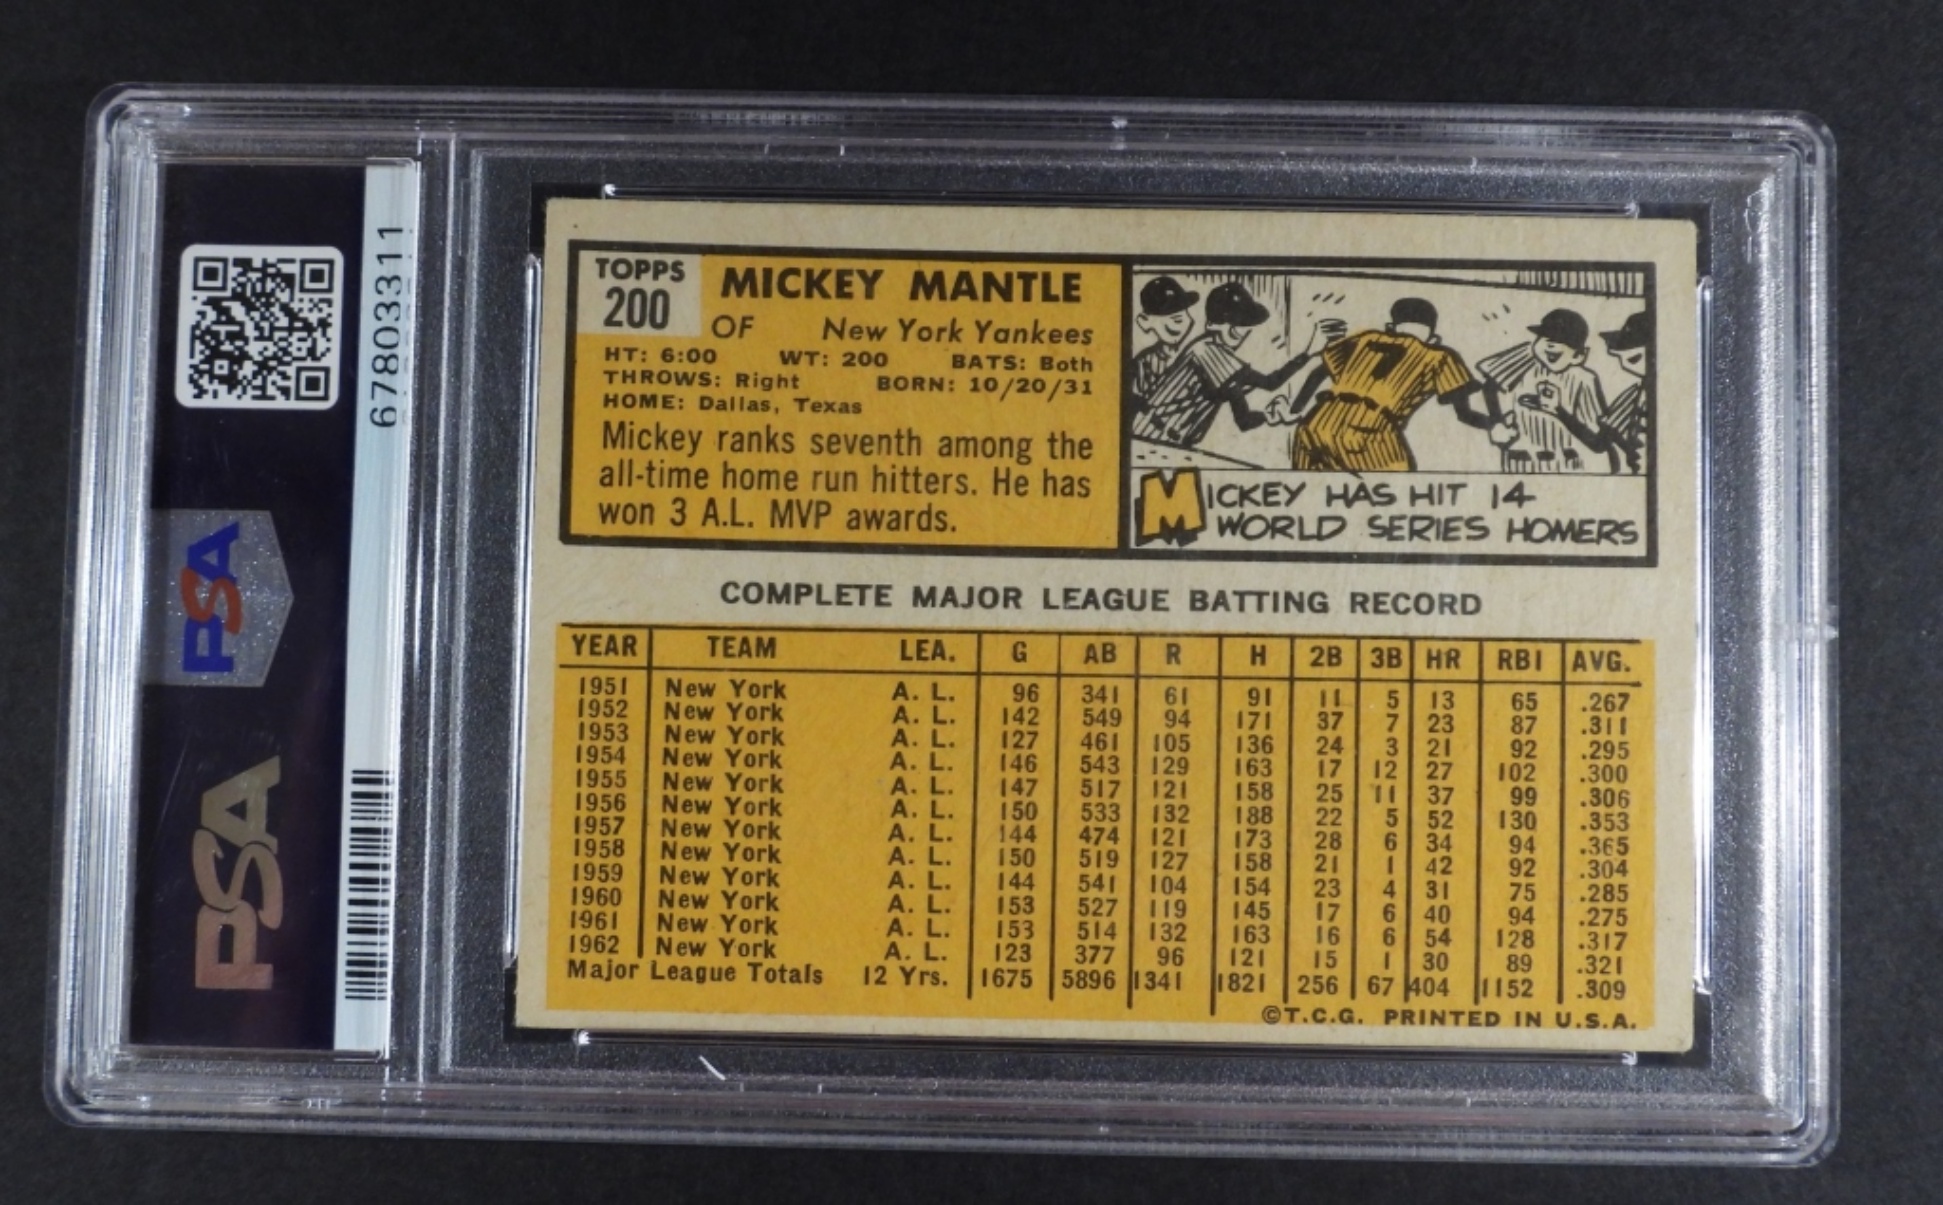 67803311
PSA
PSA
TOPPS
200
MICKEY MANTLE
OF New York Yankees
HT: 6:00 WT: 200 BATS: Both
THROWS: Right BORN: 10/20/31
HOME: Dallas, Texas
Mickey ranks seventh among the
all-time home run hitters. He has
won 3 A.L. MVP awards.
7
MICKEY HAS HIT 14
WORLD SERIES HOMERS
COMPLETE MAJOR LEAGUE BATTING RECORD
YEAR TEAM LEA. G AB R H 2B 3B HR RBI AVG.
1951 New York A. L. 96 341 61 91 11 5 13 65 .267
1952 New York A. L. 142 549 94 171 37 7 23 87 .311
1953 New York A. L. 127 461 105 136 24 3 21 92 .295
1954 New York A. L. 146 543 129 163 17 12 27 102 .300
1955 New York A. L. 147 517 121 158 25 11 37 99 .306
1956 New York A. L. 150 533 132 188 22 5 52 130 .353
1957 New York A. L. 144 474 121 173 28 6 34 94 .365
1958 New York A. L. 150 519 127 158 21 1 42 92 .304
1959 New York A. L. 144 541 104 154 23 4 31 75 .285
1960 New York A. L. 153 527 119 145 17 6 40 94 .275
1961 New York A. L. 153 514 132 163 16 6 54 128 .317
1962 New York A. L. 123 377 96 121 15 1 30 89 .321
Major League Totals 12 Yrs. 1675 5896 1341 1821 256 67 404 1152 .309
©T.C.G. PRINTED IN U.S.A.